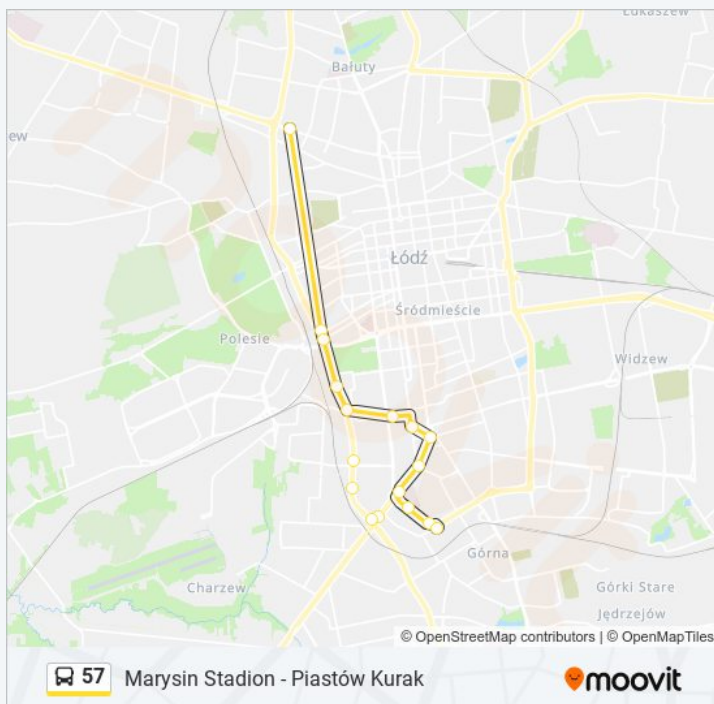 Łukaszew
Bałuty
ew
Łódź
Śródmieście
Polesie
Widzew
Górna
Charzew
Górki Stare
Jędrzejów
© OpenStreetMap contributors | © OpenMapTiles
57 Marysin Stadion - Piastów Kurak
moovit